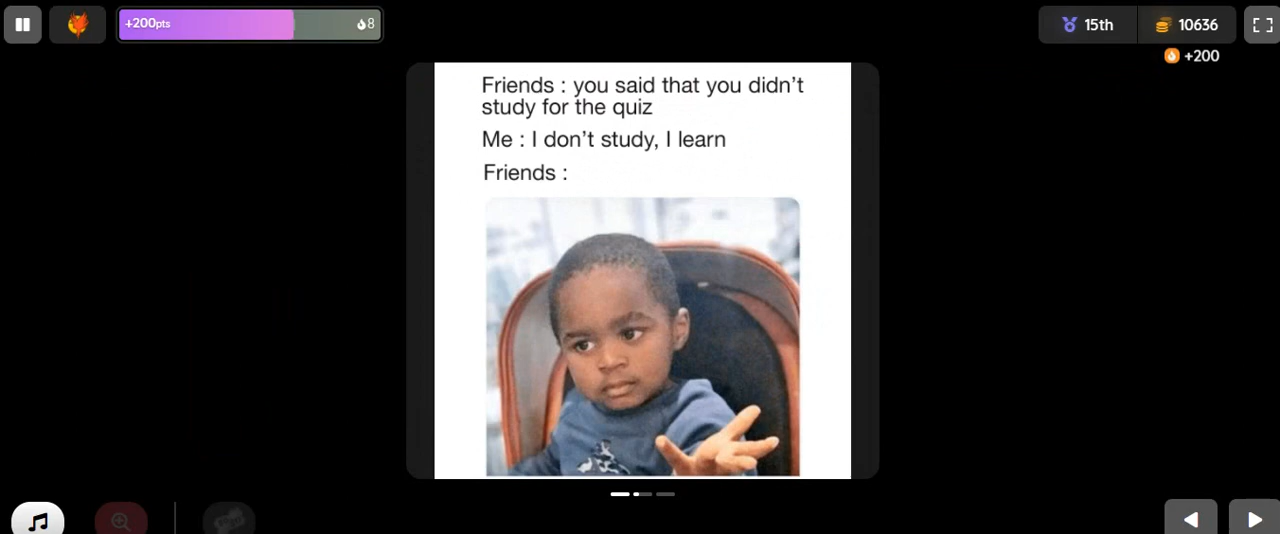 +200pts
8
15th
10636
+200
Friends : you said that you didn't
study for the quiz
Me : I don't study, I learn
Friends :